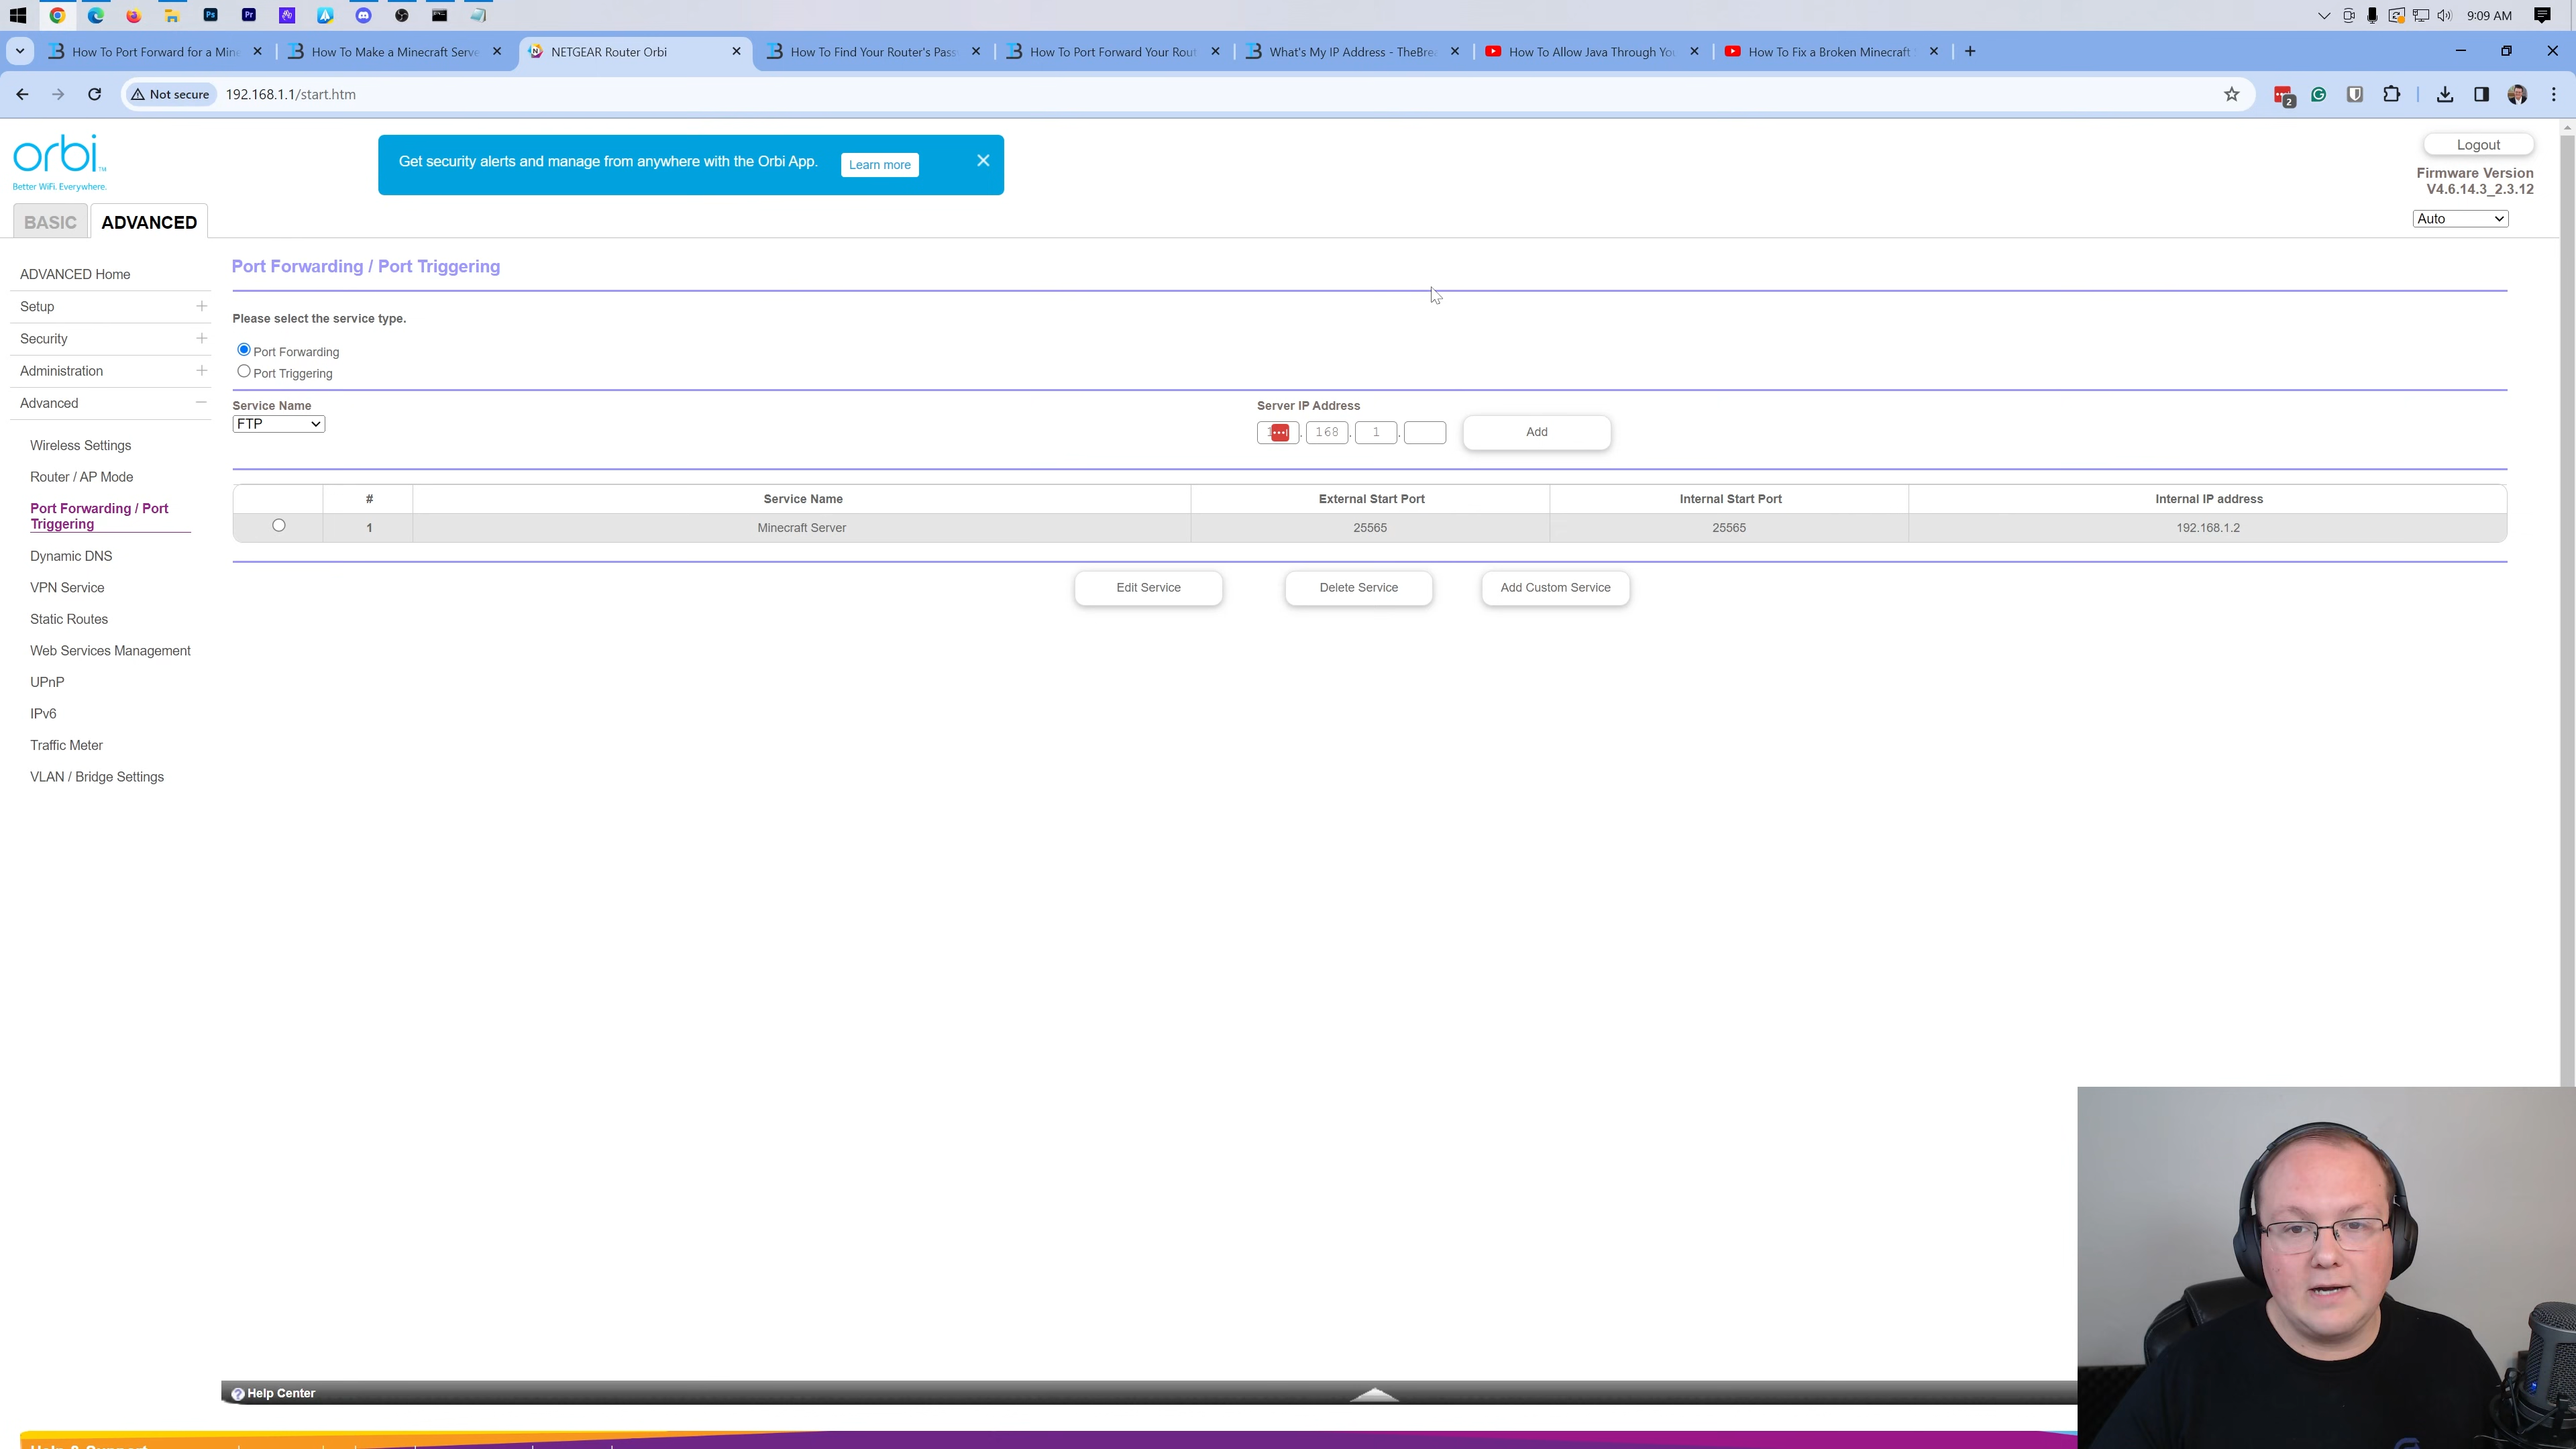 9:09 AM
How To Port Forward for a Min
How To Make a Minecraft Serve
NETGEAR Router Orbi
How To Find Your Router's Pass
How To Port Forward Your Rout
What's My IP Address - TheBre
How To Allow Java Through Yo
How To Fix a Broken Minecraft
Not secure
192.168.1.1/start.htm
2
orbi™
Better WiFi. Everywhere.
Get security alerts and manage from anywhere with the Orbi App.
Learn more
Logout
Firmware Version
V4.6.14.3_2.3.12
Auto
BASIC
ADVANCED
ADVANCED Home
Setup
Security
Administration
Advanced
Wireless Settings
Router / AP Mode
Port Forwarding / Port
Triggering
Dynamic DNS
VPN Service
Static Routes
Web Services Management
UPnP
IPv6
Traffic Meter
VLAN / Bridge Settings
Port Forwarding / Port Triggering
Please select the service type.
Port Forwarding
Port Triggering
Service Name
FTP
Server IP Address
168 . 1 .
Add
# Service Name External Start Port Internal Start Port Internal IP address
1 Minecraft Server 25565 25565 192.168.1.2
Edit Service
Delete Service
Add Custom Service
Help Center